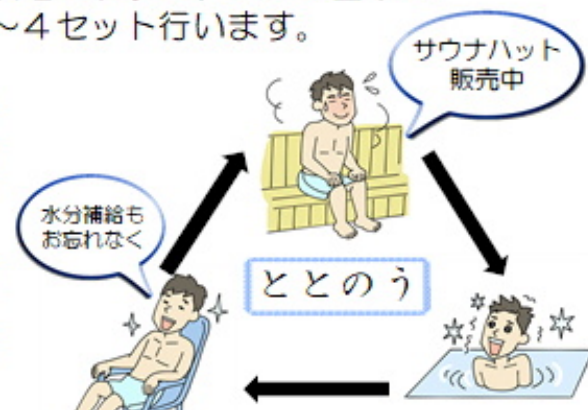 ～４セット行います。
サウナハット
販売中
水分補給も
お忘れなく
ととのう